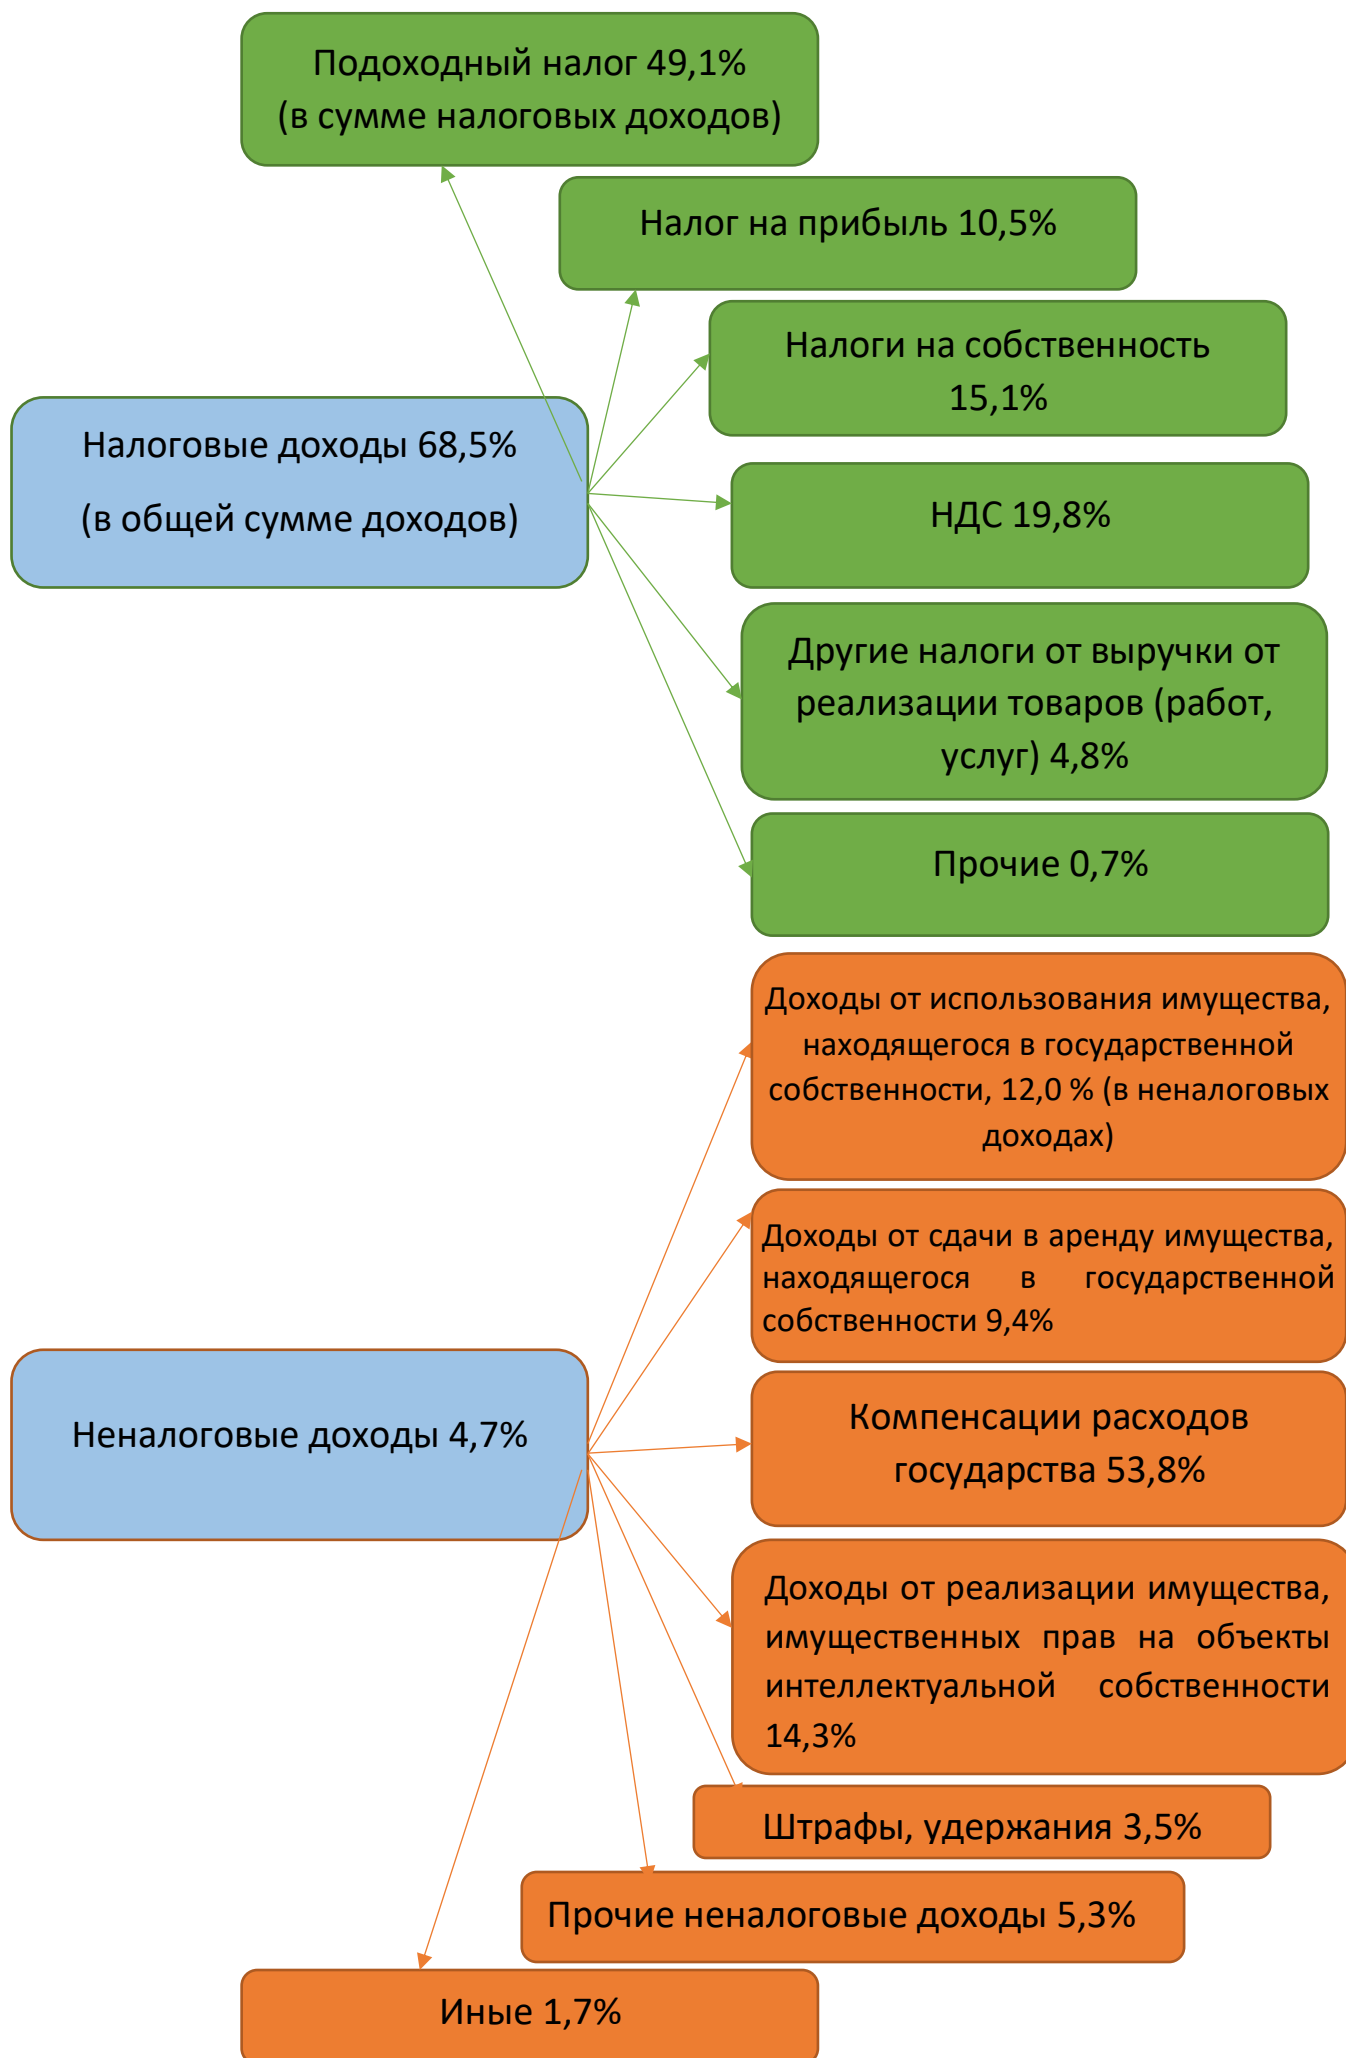 Подоходный налог 49,1%
(в сумме налоговых доходов)
Налог на прибыль 10,5%
Налоги на собственность
15,1%
Налоговые доходы 68,5%
(в общей сумме доходов)
НДС 19,8%
Другие налоги от выручки от
реализации товаров (работ,
услуг) 4,8%
Прочие 0,7%
Доходы от использования имущества,
находящегося в государственной
собственности, 12,0 % (в неналоговых
доходах)
Доходы от сдачи в аренду имущества,
находящегося в государственной
собственности 9,4%
Неналоговые доходы 4,7%
Компенсации расходов
государства 53,8%
Доходы от реализации имущества,
имущественных прав на объекты
интеллектуальной собственности
14,3%
Штрафы, удержания 3,5%
Прочие неналоговые доходы 5,3%
Иные 1,7%